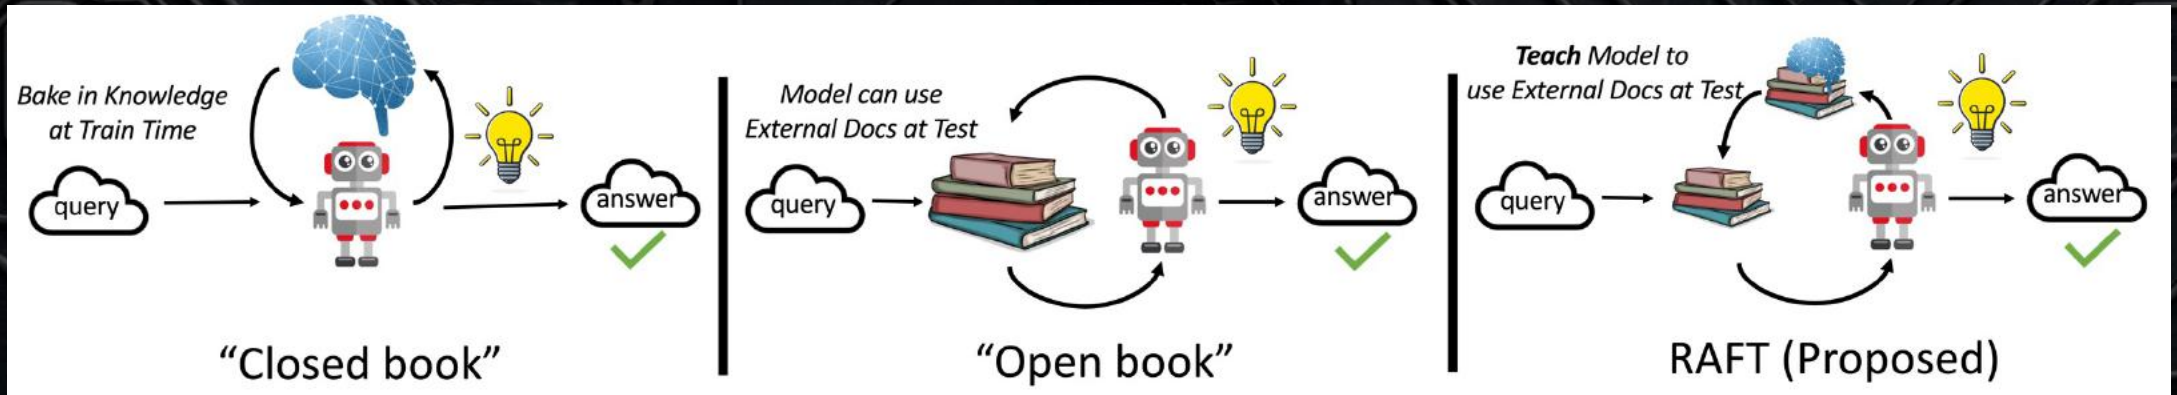 Bake in Knowledge
at Train Time
query
answer
“Closed book”
Model can use
External Docs at Test
query
answer
“Open book”
Teach Model to
use External Docs at Test
query
answer
RAFT (Proposed)